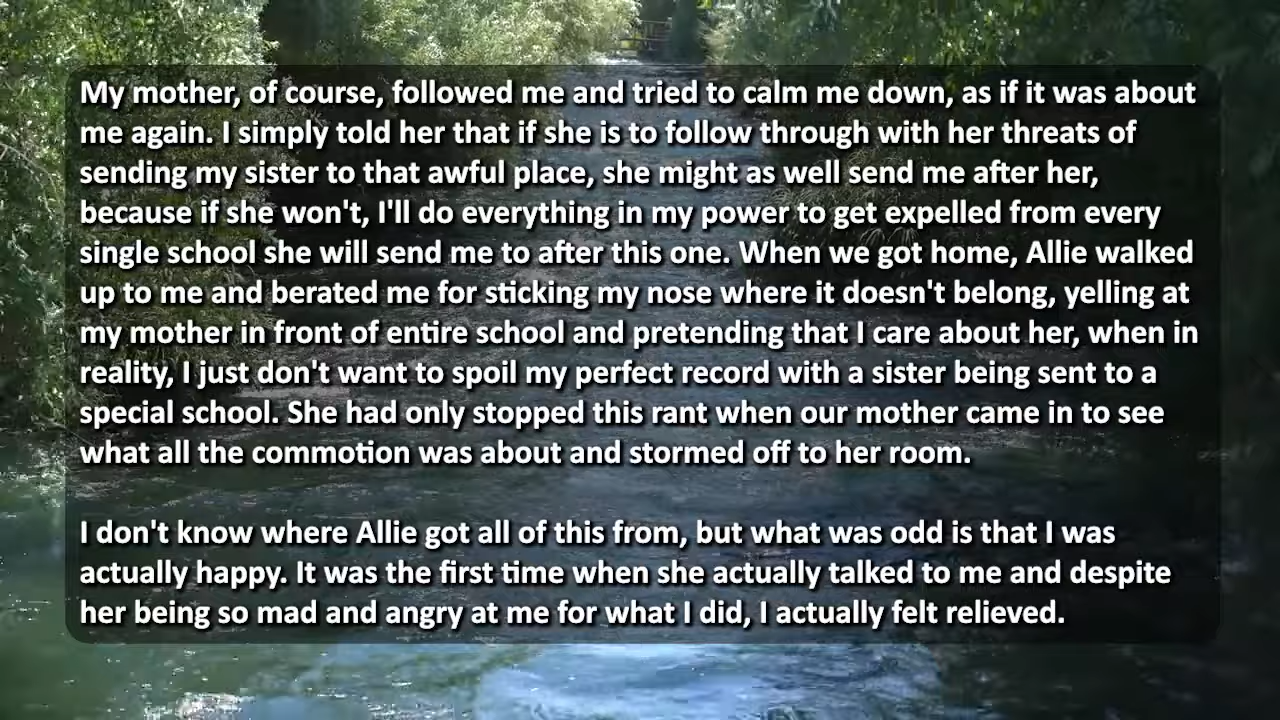 My mother, of course, followed me and tried to calm me down, as if it was about
me again. I simply told her that if she is to follow through with her threats of
sending my sister to that awful place, she might as well send me after her,
because if she won't, I'll do everything in my power to get expelled from every
single school she will send me to after this one. When we got home, Allie walked
up to me and berated me for sticking my nose where it doesn't belong, yelling at
my mother in front of entire school and pretending that I care about her, when in
reality, I just don't want to spoil my perfect record with a sister being sent to a
special school. She had only stopped this rant when our mother came in to see
what all the commotion was about and stormed off to her room.
I don't know where Allie got all of this from, but what was odd is that I was
actually happy. It was the first time when she actually talked to me and despite
her being so mad and angry at me for what I did, I actually felt relieved.